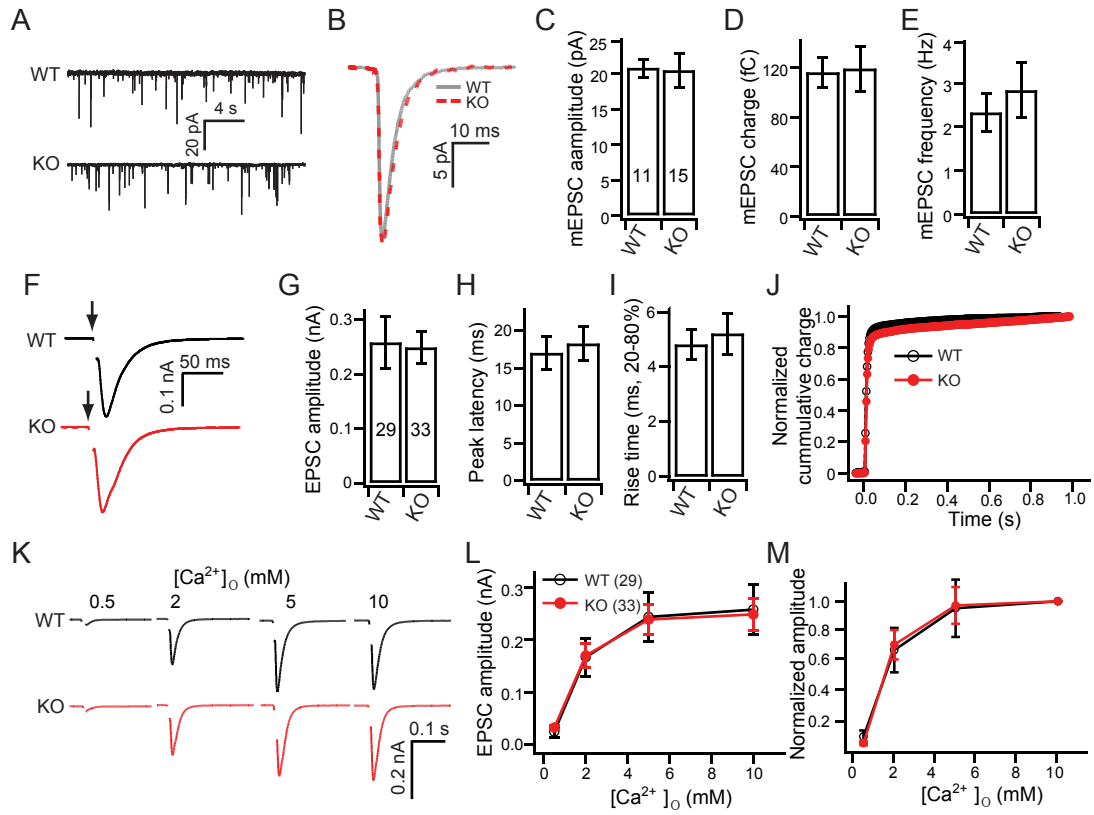 A
WT
4 s
20 pA
KO
B
WT
KO
10 ms
5 pA
C
mEPSC aamplitude (pA)
25
20
15
10
5
0
11
15
WT
KO
D
mEPSC charge (fC)
120
80
40
0
WT
KO
E
mEPSC frequency (Hz)
4
3
2
1
0
WT
KO
F
WT
50 ms
0.1 nA
KO
G
EPSC amplitude (nA)
0.3
0.2
0.1
0
29
33
WT
KO
H
Peak latency (ms)
20
15
10
5
0
WT
KO
I
Rise time (ms, 20-80%)
6
4
2
0
WT
KO
J
Normalized
cummulative charge
1.0
0.8
0.6
0.4
0.2
0
WT
KO
0.0
0.2
0.4
0.6
0.8
1.0
Time (s)
K
[Ca2+]O (mM)
0.5
2
5
10
WT
KO
0.1 s
0.2 nA
L
EPSC amplitude (nA)
0.3
0.2
0.1
0.0
WT (29)
KO (33)
0
2
4
6
8
10
[Ca2+ ]O (mM)
M
Normalized amplitude
1.0
0.8
0.6
0.4
0.2
0
2
4
6
8
10
[Ca2+ ]O (mM)